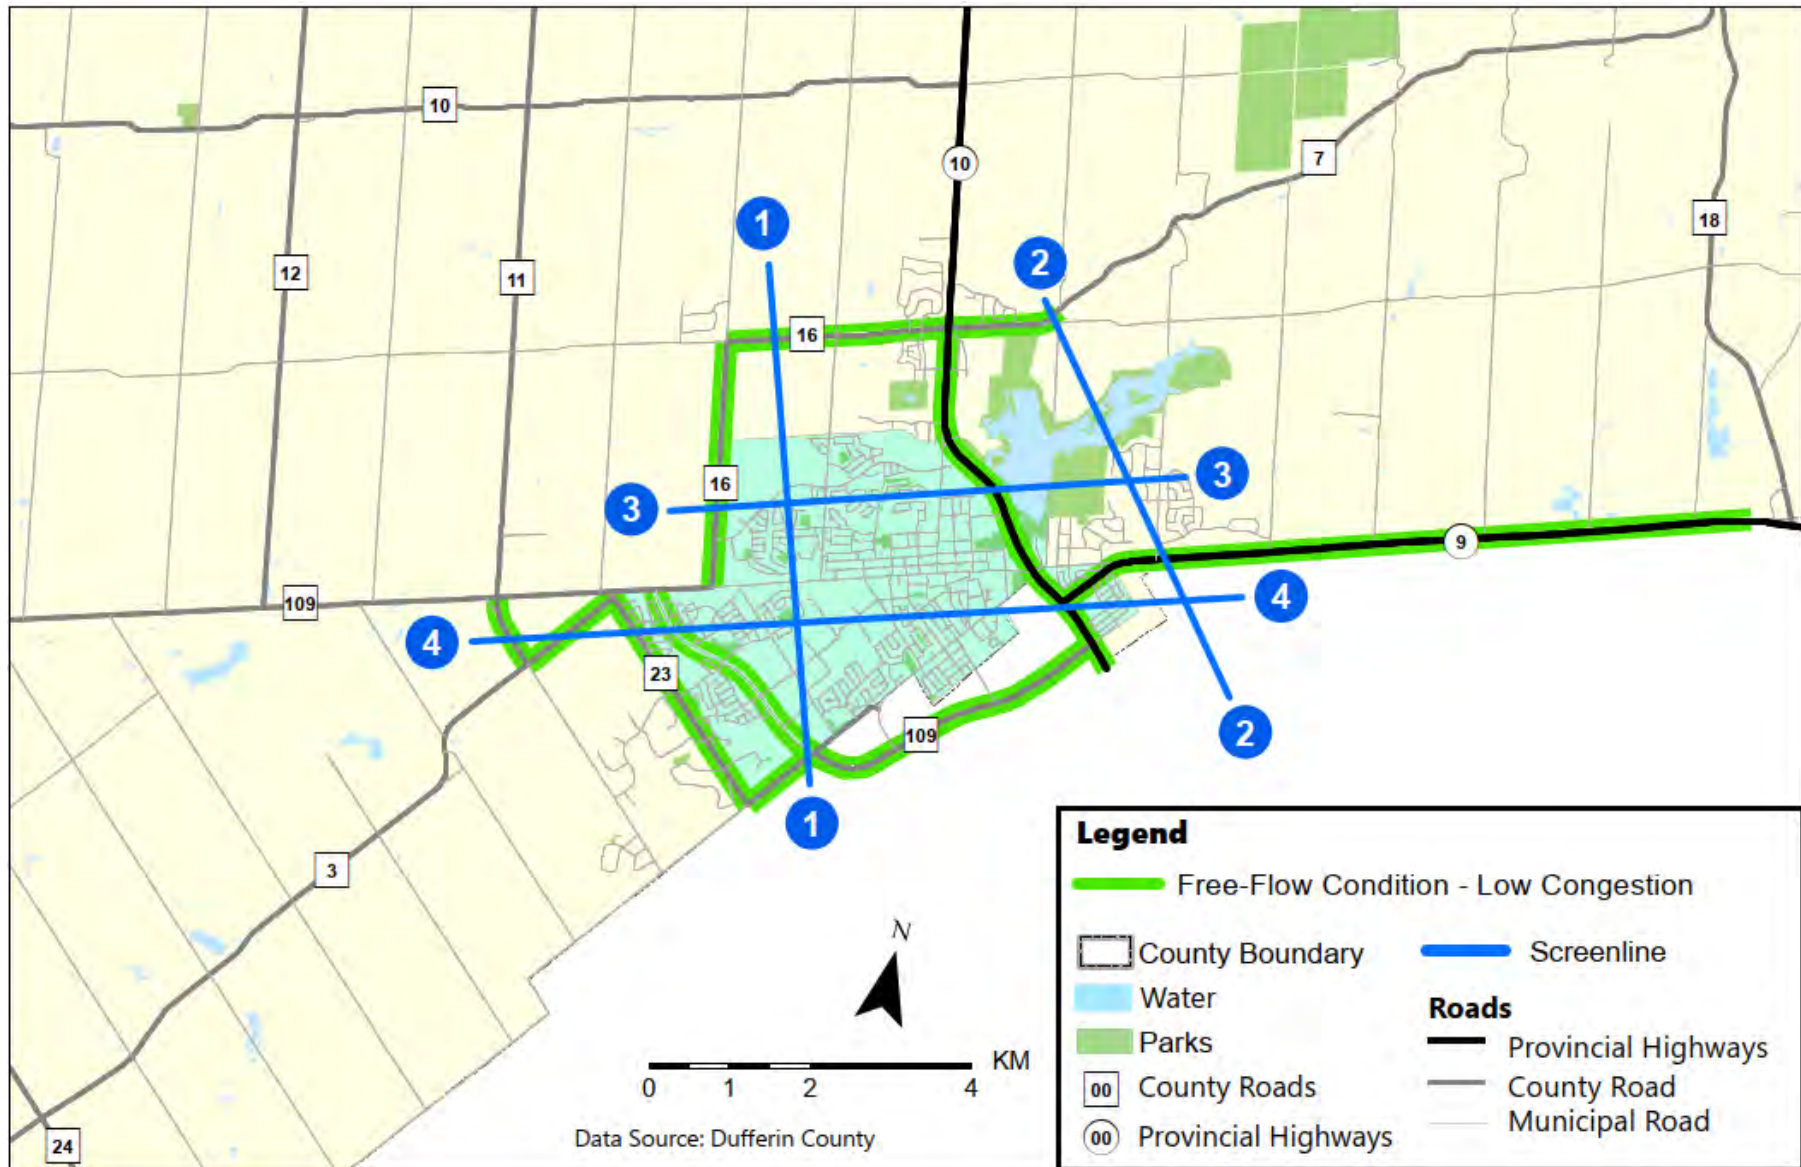 10
10
7
1
18
2
12
11
16
16
3
3
9
109
4
4
23
109
2
1
3
24
N
KM
0 1 2 4
Data Source: Dufferin County
Legend
Free-Flow Condition - Low Congestion
County Boundary
Screenline
Water
Roads
Parks
Provincial Highways
00 County Roads
County Road
00 Provincial Highways
Municipal Road